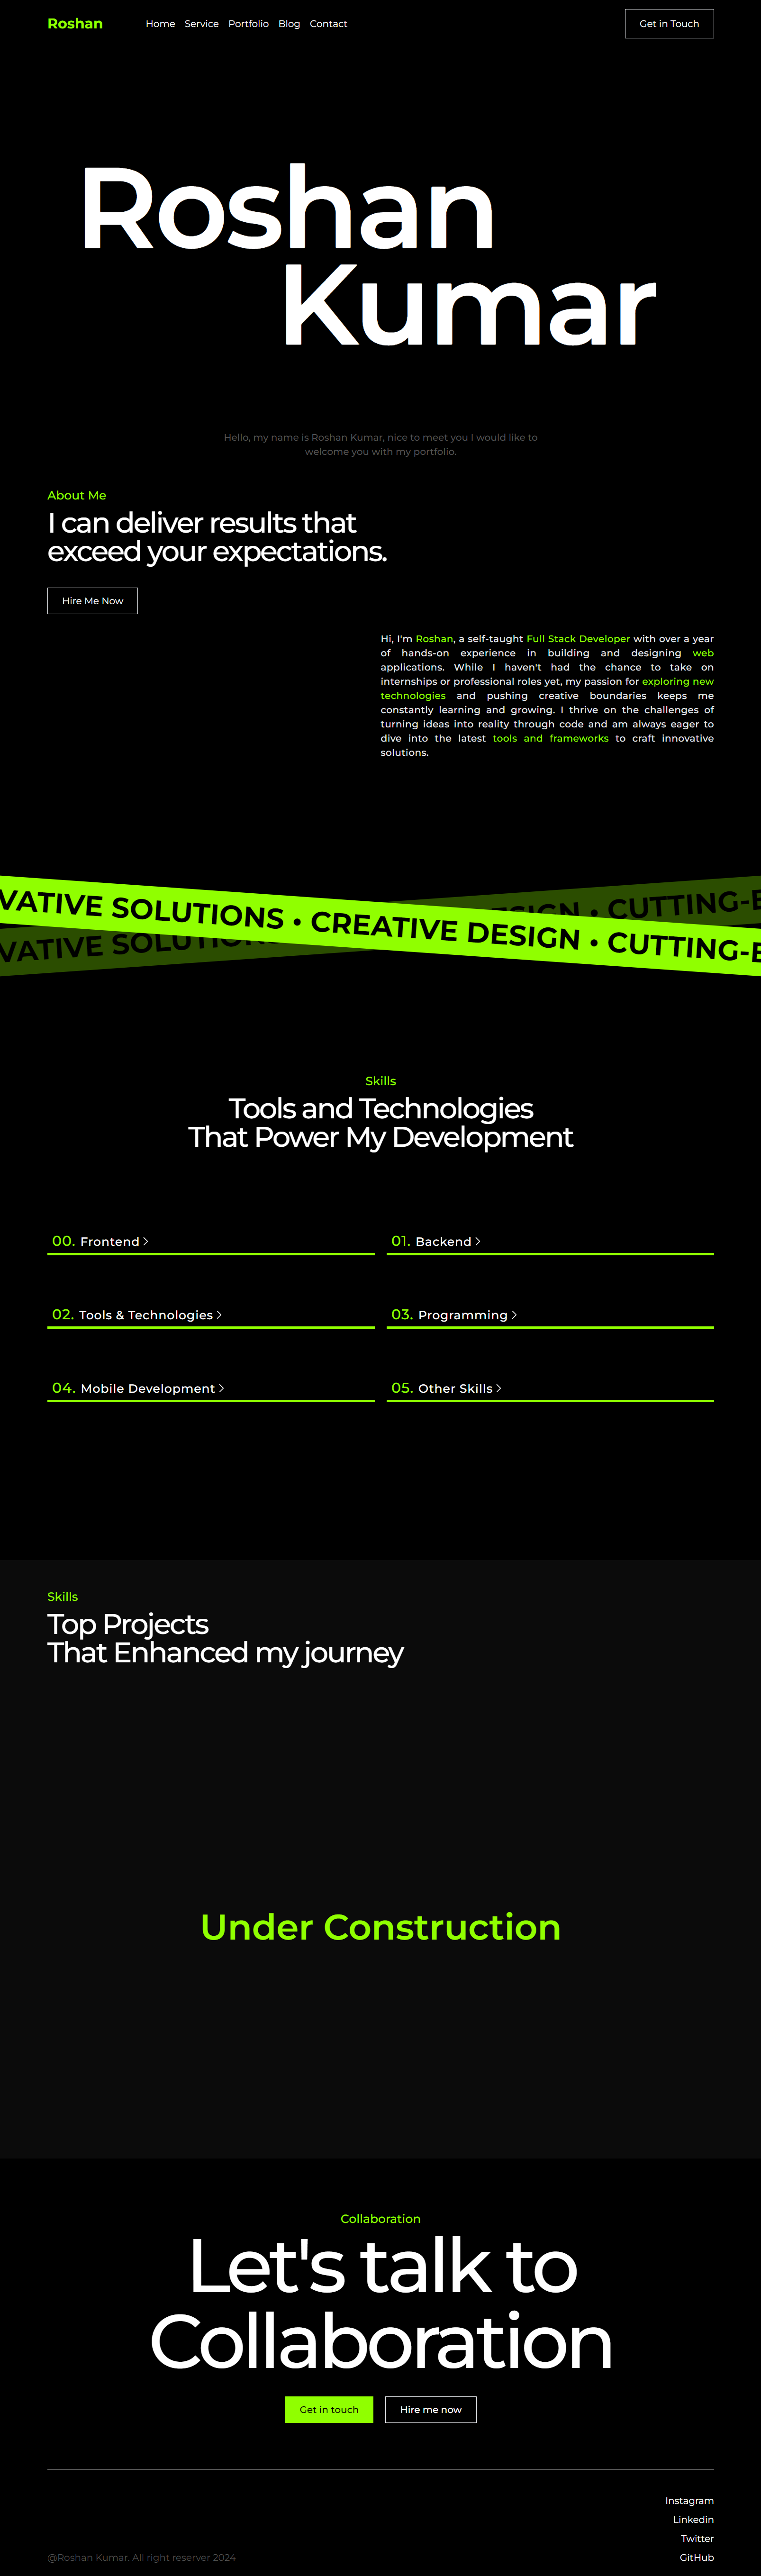 Roshan
Home Service Portfolio Blog Contact
Get in Touch
Roshan
Kumar
Hello, my name is Roshan Kumar, nice to meet you I would like to
welcome you with my portfolio.
About Me
I can deliver results that
exceed your expectations.
Hire Me Now
Hi, I'm Roshan, a self-taught Full Stack Developer with over a year
of hands-on experience in building and designing web
applications. While I haven't had the chance to take on
internships or professional roles yet, my passion for exploring new
technologies and pushing creative boundaries keeps me
constantly learning and growing. I thrive on the challenges of
turning ideas into reality through code and am always eager to
dive into the latest tools and frameworks to craft innovative
solutions.
VATIVE SOLUTIONS • CREATIVE DESIGN • CUTTING-E
VATIVE SOLUTIONS DESIGN • CUTTING-E
Skills
Tools and Technologies
That Power My Development
00. Frontend
01. Backend
02. Tools & Technologies
03. Programming
04. Mobile Development
05. Other Skills
Skills
Top Projects
That Enhanced my journey
Under Construction
Collaboration
Let's talk to
Collaboration
Get in touch
Hire me now
Instagram
Linkedin
Twitter
@Roshan Kumar. All right reserver 2024
GitHub